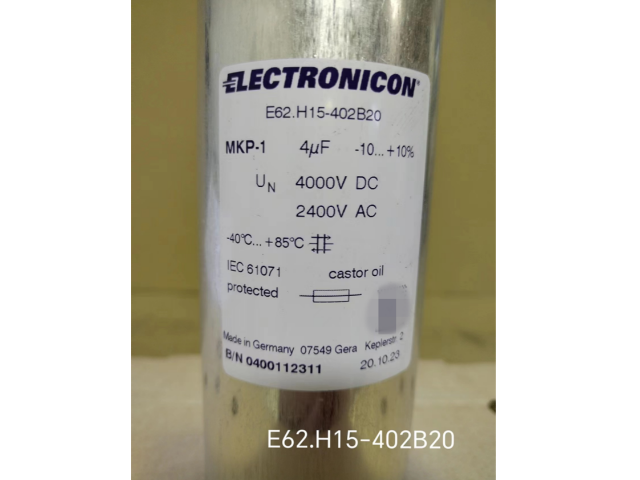 ELECTRONICON
E62.H15-402B20
MKP-1 4µF -10...+10%
UN 4000V DC
2400V AC
-40°C... +85°C
IEC 61071 castor oil
protected
Made in Germany 07549 Gera Keplerstr. 2
B/N 0400112311 20.10.23
E62.H15-402B20